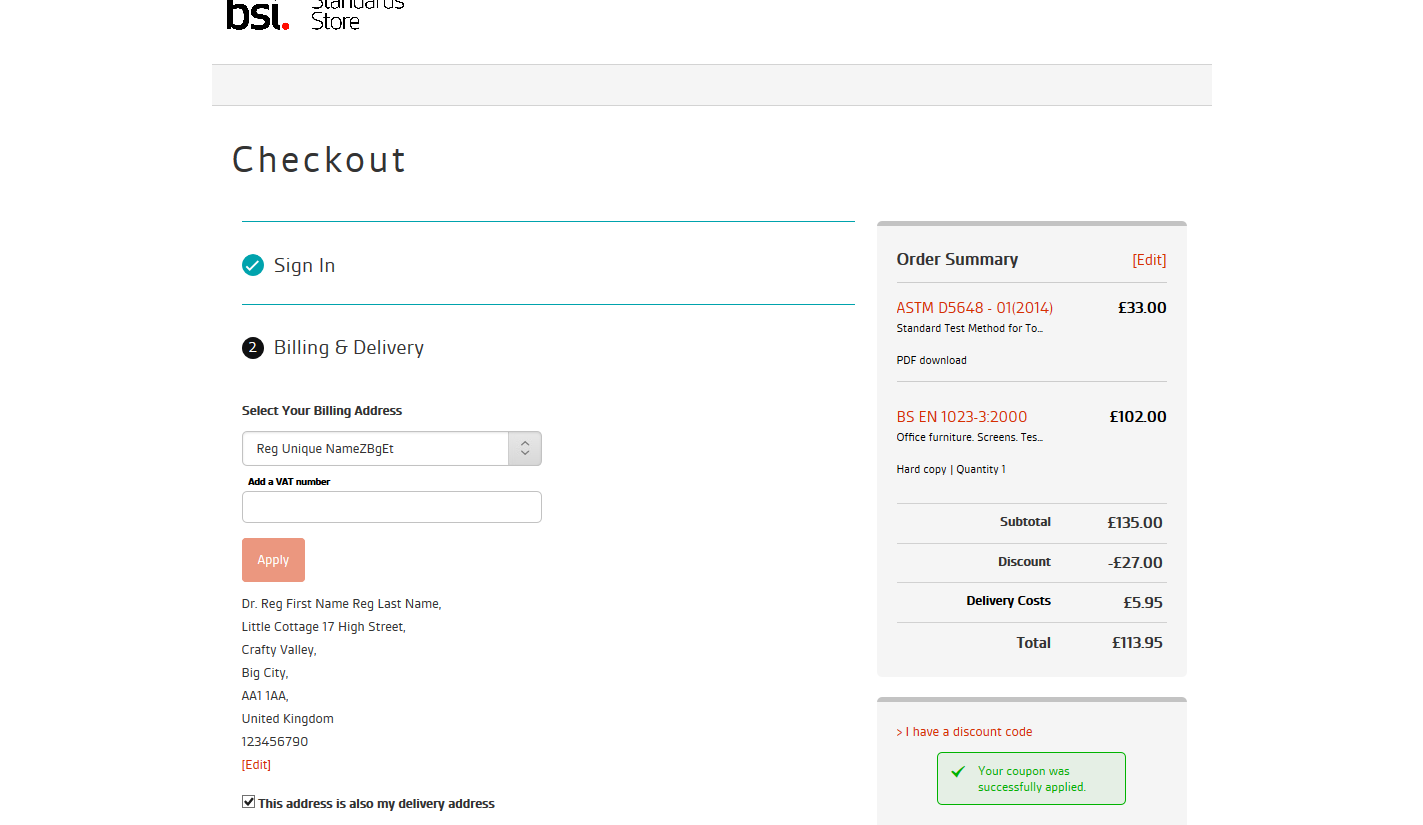 bsi.
Standards
Store
Checkout
Sign In
2 Billing & Delivery
Select Your Billing Address
Reg Unique NameZBgEt
Add a VAT number
Apply
Dr. Reg First Name Reg Last Name,
Little Cottage 17 High Street,
Crafty Valley,
Big City,
AA1 1AA,
United Kingdom
123456790
[Edit]
This address is also my delivery address
Order Summary [Edit]
ASTM D5648 - 01(2014) £33.00
Standard Test Method for To...
PDF download
BS EN 1023-3:2000 £102.00
Office furniture. Screens. Tes...
Hard copy | Quantity 1
Subtotal £135.00
Discount -£27.00
Delivery Costs £5.95
Total £113.95
> I have a discount code
Your coupon was
successfully applied.